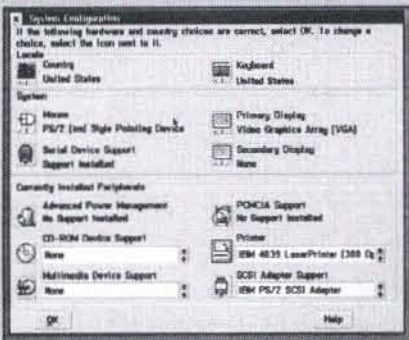 System Configuration
If the following hardware and country choices are correct, select OK. To change a
choice, select the icon next to it.
Locale
Country
United States
Keyboard
United States
System
Mouse
PS/2 (tm) Style Pointing Device
Primary Display
Video Graphics Array (VGA)
Serial Device Support
Support Installed
Secondary Display
None
Currently Installed Peripherals
Advanced Power Management
No Support Installed
PCMCIA Support
No Support Installed
CD-ROM Device Support
None
Printer
IBM 4039 LaserPrinter (300 Dp
Multimedia Device Support
None
SCSI Adapter Support
IBM PS/2 SCSI Adapter
OK
Help